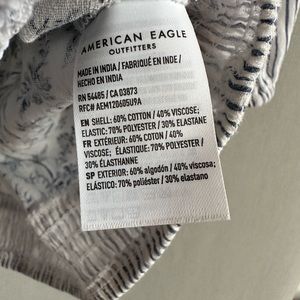 AMERICAN EAGLE
OUTFITTERS
MADE IN INDIA / FABRIQUÉ EN INDE /
HECHO EN INDIA
RN 54485 / CA 03873
RFC# AEM120605U9A
EN SHELL: 60% COTTON / 40% VISCOSE;
ELASTIC: 70% POLYESTER / 30% ELASTANE
FR EXTÉRIEUR: 60% COTON / 40%
VISCOSE; ÉLASTIQUE: 70% POLYESTER /
30% ÉLASTHANNE
SP EXTERIOR: 60% algodón / 40% viscosa;
ELÁSTICO: 70% poliéster / 30% elastano